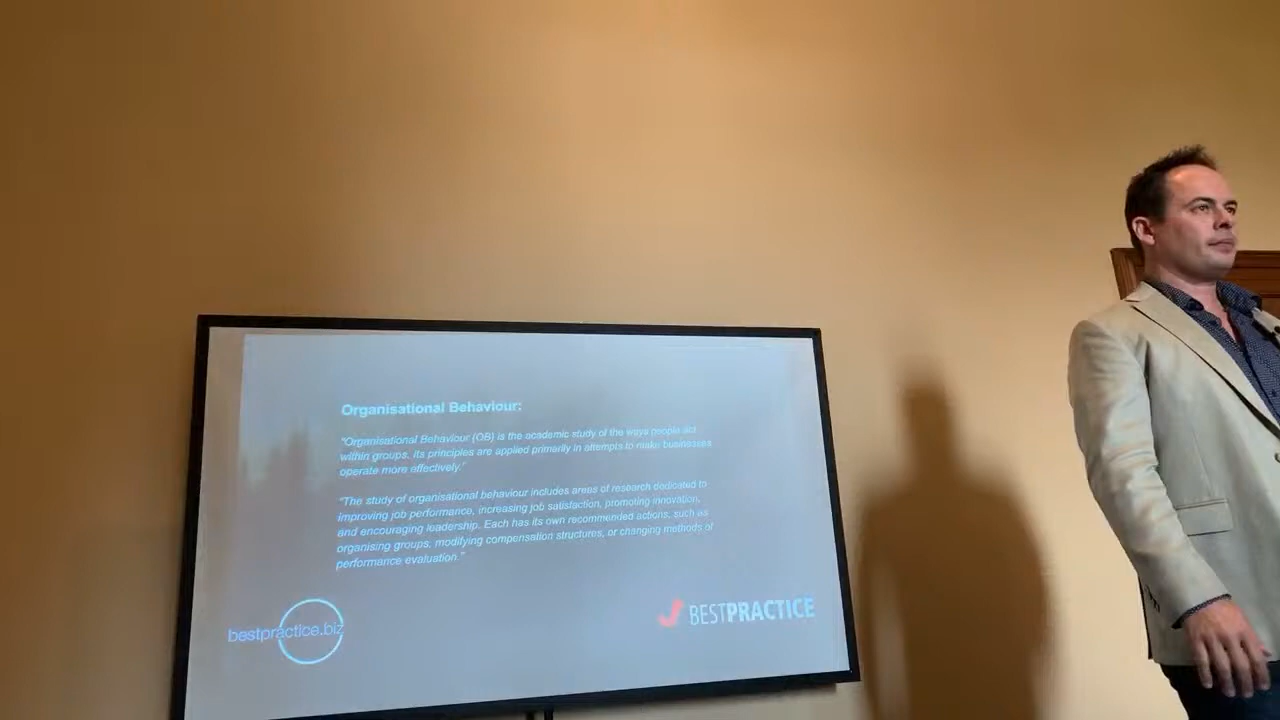 Organisational Behaviour:
"Organisational Behaviour (OB) is the academic study of the ways people act
within groups. Its principles are applied primarily in attempts to make businesses
operate more effectively."
"The study of organisational behaviour includes areas of research dedicated to
improving job performance, increasing job satisfaction, promoting innovation,
and encouraging leadership. Each has its own recommended actions, such as
organising groups, modifying compensation structures, or changing methods of
performance evaluation."
bestpractice.biz
BESTPRACTICE